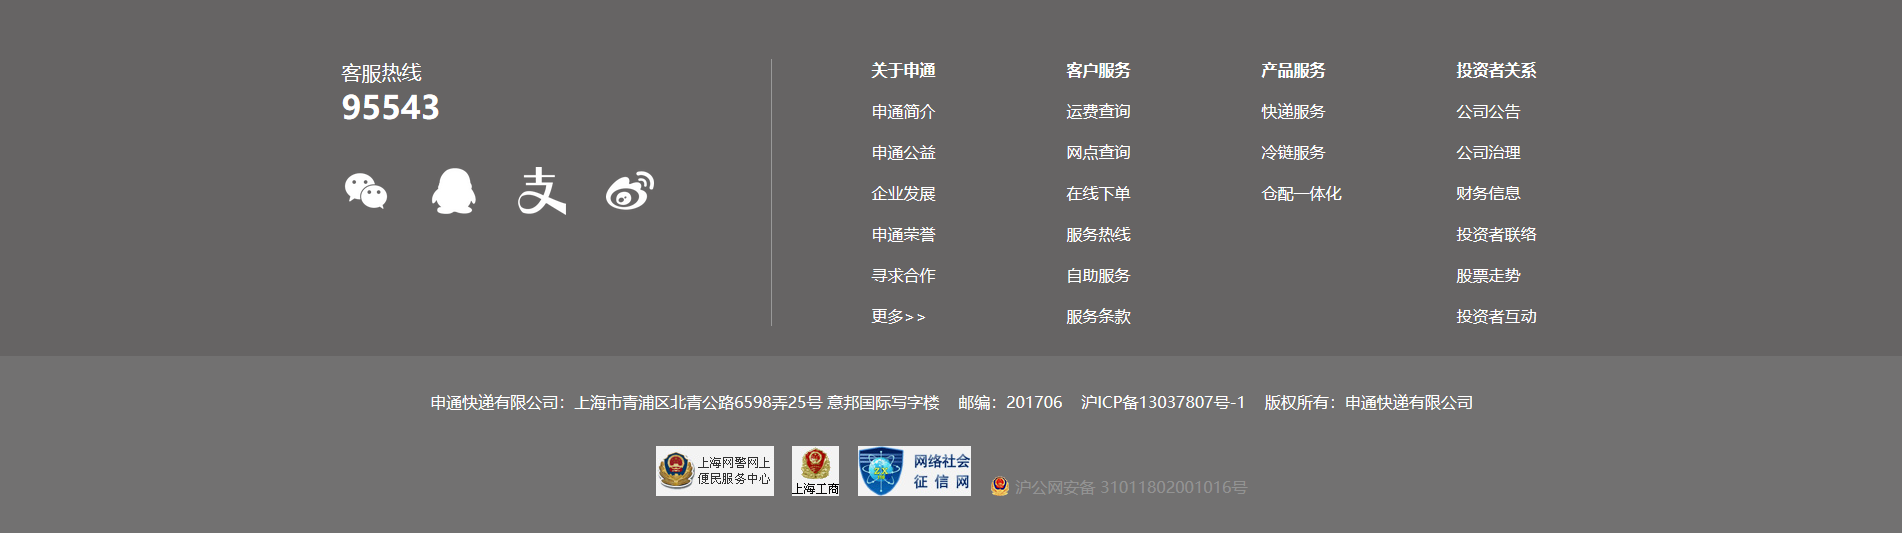 客服热线
95543
关于申通
申通简介
申通公益
企业发展
申通荣誉
寻求合作
更多>>
客户服务
运费查询
网点查询
在线下单
服务热线
自助服务
服务条款
产品服务
快递服务
冷链服务
仓配一体化
投资者关系
公司公告
公司治理
财务信息
投资者联络
股票走势
投资者互动
申通快递有限公司：上海市青浦区北青公路6598弄25号 意邦国际写字楼 邮编：201706 沪ICP备13037807号-1 版权所有：申通快递有限公司
上海网警网上
便民服务中心
上海工商
ZX
网络社会
征信网
沪公网安备 31011802001016号